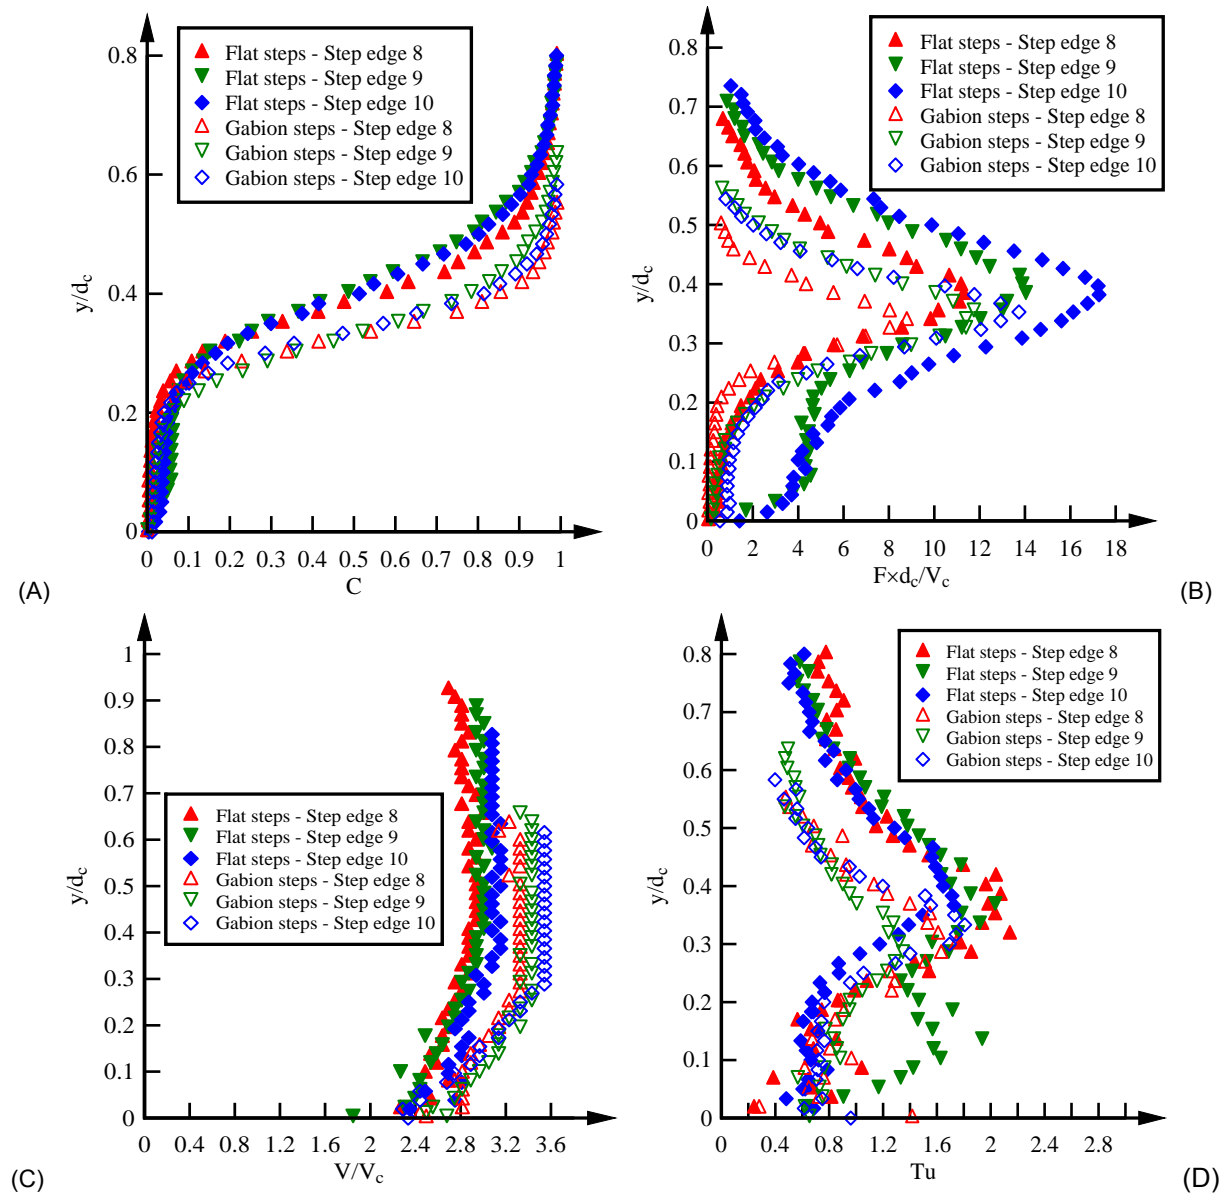 0.8
0.6
0.4
0.2
0
y/dc
Flat steps - Step edge 8
Flat steps - Step edge 9
Flat steps - Step edge 10
Gabion steps - Step edge 8
Gabion steps - Step edge 9
Gabion steps - Step edge 10
0 0.1 0.2 0.3 0.4 0.5 0.6 0.7 0.8 0.9 1
C
(A)
0.8
0.7
0.6
0.5
0.4
0.3
0.2
0.1
0
y/dc
Flat steps - Step edge 8
Flat steps - Step edge 9
Flat steps - Step edge 10
Gabion steps - Step edge 8
Gabion steps - Step edge 9
Gabion steps - Step edge 10
0 2 4 6 8 10 12 14 16 18
F×dc/Vc
(B)
1
0.9
0.8
0.7
0.6
0.5
0.4
0.3
0.2
0.1
0
y/dc
Flat steps - Step edge 8
Flat steps - Step edge 9
Flat steps - Step edge 10
Gabion steps - Step edge 8
Gabion steps - Step edge 9
Gabion steps - Step edge 10
0 0.4 0.8 1.2 1.6 2 2.4 2.8 3.2 3.6
V/Vc
(C)
0.8
0.7
0.6
0.5
0.4
0.3
0.2
0.1
0
y/dc
Flat steps - Step edge 8
Flat steps - Step edge 9
Flat steps - Step edge 10
Gabion steps - Step edge 8
Gabion steps - Step edge 9
Gabion steps - Step edge 10
0 0.4 0.8 1.2 1.6 2 2.4 2.8
Tu
(D)